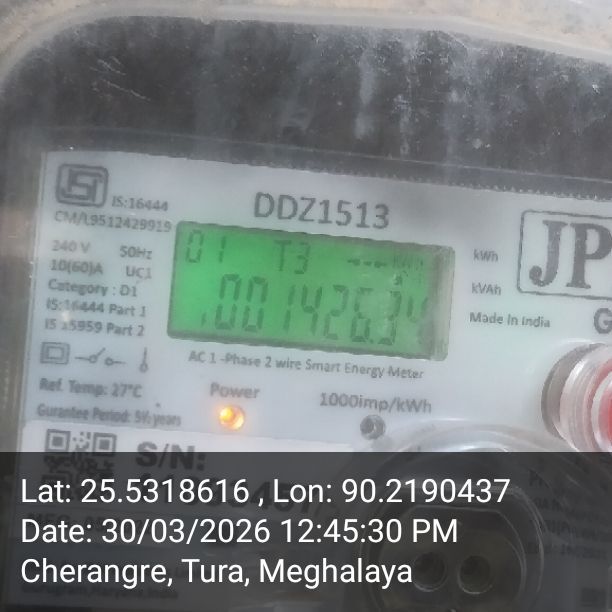 IS:16444
CM/L9512429919
DDZ1513
240 V 50Hz
10(60)A UC1
Category : D1
IS:16444 Part 1
IS 15959 Part 2
01 T3 kWh
00142634
kWh
kVAh
Made In India
JP
G
AC 1 -Phase 2 wire Smart Energy Meter
Ref. Temp: 27°C
Gurantee Period: 5½ years
Power
1000imp/kWh
S/N:
Lat: 25.5318616 , Lon: 90.2190437
Date: 30/03/2026 12:45:30 PM
Cherangre, Tura, Meghalaya